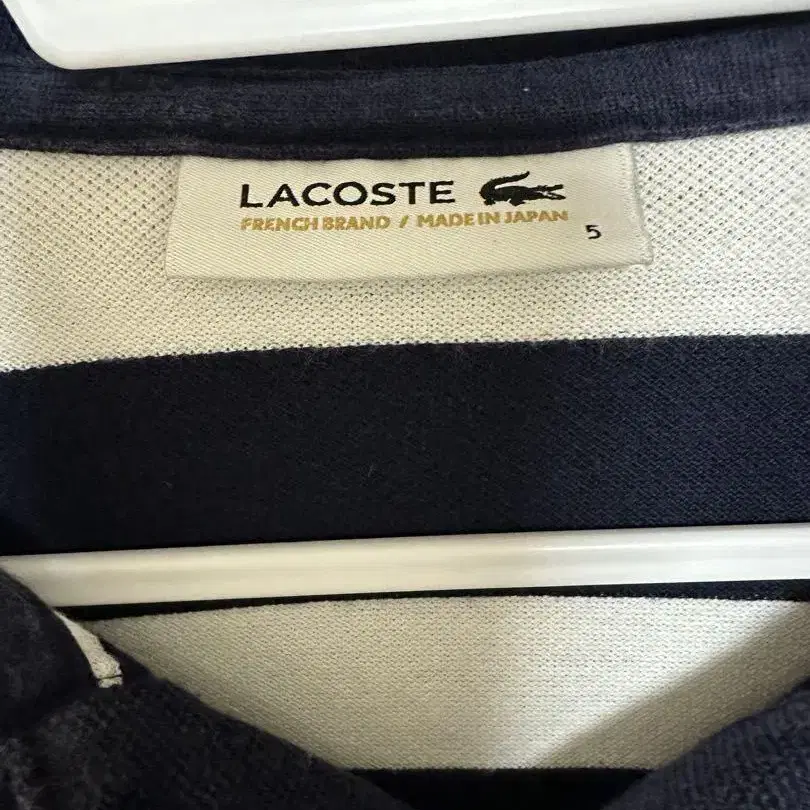 LACOSTE
FRENCH BRAND / MADE IN JAPAN
5